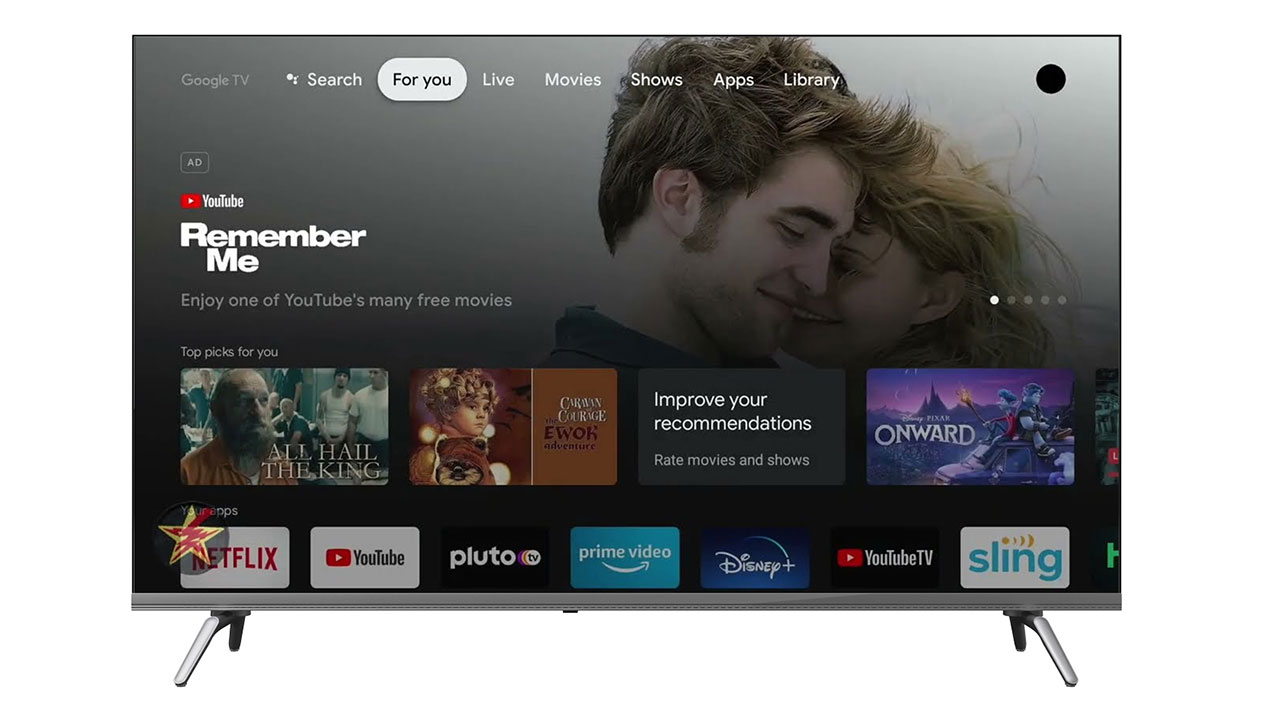 Google TV
Search
For you
Live
Movies
Shows
Apps
Library
AD
YouTube
Remember
Me
Enjoy one of YouTube's many free movies
Top picks for you
ALL HAIL
THE KING
CARAVAN
of COURAGE
the EWOK
adventure
Improve your
recommendations
Rate movies and shows
Disney·PIXAR
ONWARD
L
Your apps
NETFLIX
YouTube
pluto tv
prime video
Disney+
YouTubeTV
sling
H